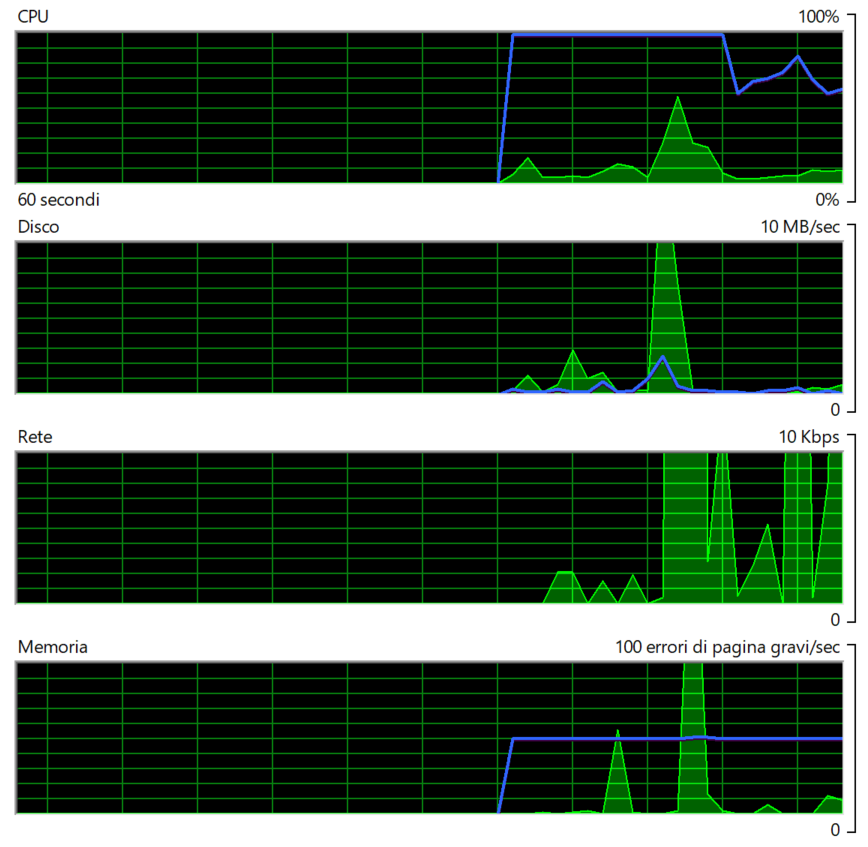 CPU 100%
60 secondi 0%
Disco 10 MB/sec
0
Rete 10 Kbps
0
Memoria 100 errori di pagina gravi/sec
0